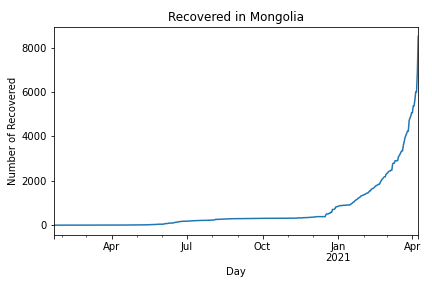 Recovered in Mongolia
Number of Recovered
8000
6000
4000
2000
0
Apr
Jul
Oct
Jan
2021
Apr
Day